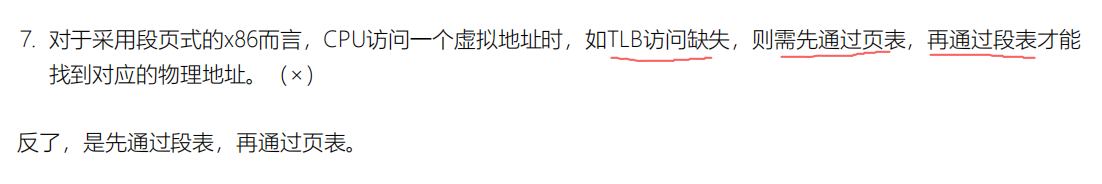 7. 对于采用段页式的x86而言，CPU访问一个虚拟地址时，如TLB访问缺失，则需先通过页表，再通过段表才能
找到对应的物理地址。（×）
反了，是先通过段表，再通过页表。